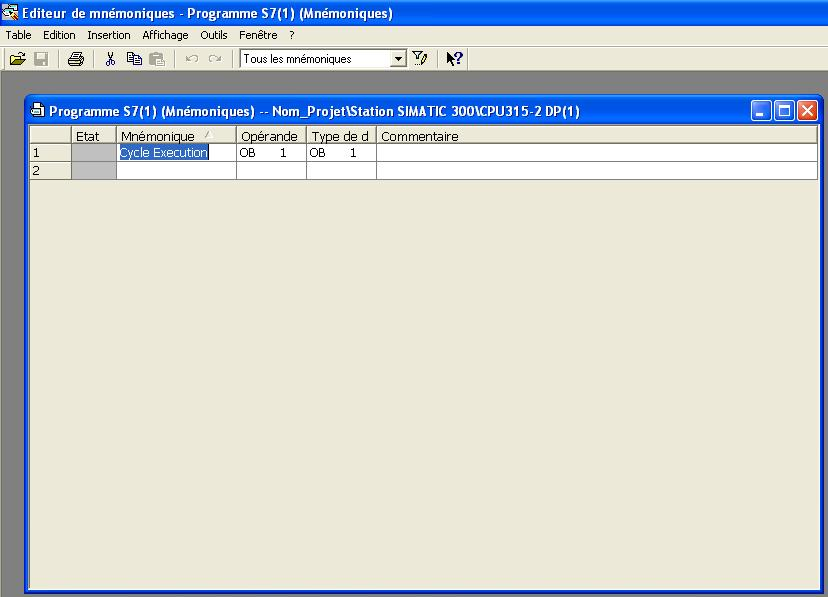 Editeur de mnémoniques - Programme S7(1) (Mnémoniques)
Table Edition Insertion Affichage Outils Fenêtre ?
Tous les mnémoniques
Programme S7(1) (Mnémoniques) -- Nom_Projet\Station SIMATIC 300\CPU315-2 DP(1)
Etat Mnémonique Opérande Type de d Commentaire
1 Cycle Execution OB 1 OB 1
2